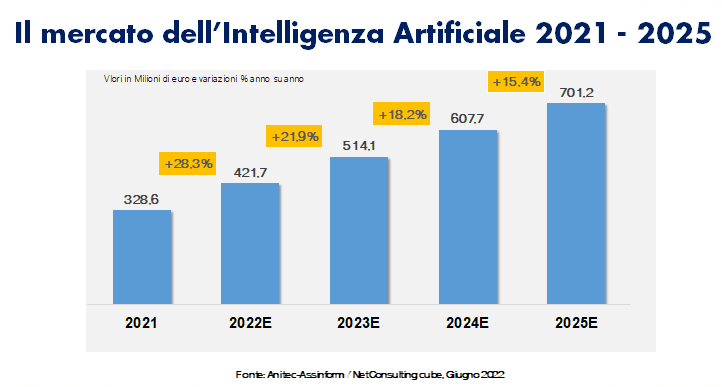 Il mercato dell'Intelligenza Artificiale 2021 - 2025
Vlori in Milioni di euro e variazioni % anno su anno
+15.4%
701,2
+18.2%
607,7
+21,9%
514,1
+28,3%
421,7
328,6
2021 2022E 2023E 2024E 2025E
Fonte: Anitec-Assinform / NetConsulting cube, Giugno 2022